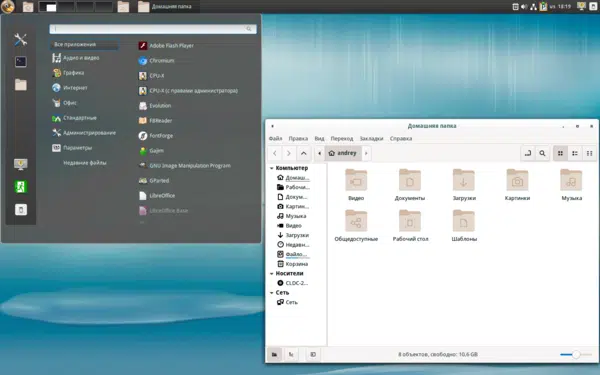 Домашняя папка
us 18:19
Все приложения
Аудио и видео
Графика
Интернет
Офис
Стандартные
Администрирование
Параметры
Недавние файлы
Adobe Flash Player
Chromium
CPU-X
CPU-X (с правами администратора)
Evolution
FBReader
FontForge
Gajim
GNU Image Manipulation Program
GParted
LibreOffice
LibreOffice Base
Домашняя папка
Файл Правка Вид Переход Закладки Справка
andrey
Компьютер
Домаш...
Рабочи...
Докум...
Картин...
Музыка
Видео
Загрузки
Недавн...
Файло...
Корзина
Носители
CLDC-2...
Сеть
Сеть
Видео Документы Загрузки Картинки Музыка
Общедоступные Рабочий стол Шаблоны
8 объектов, свободно: 10,6 GB